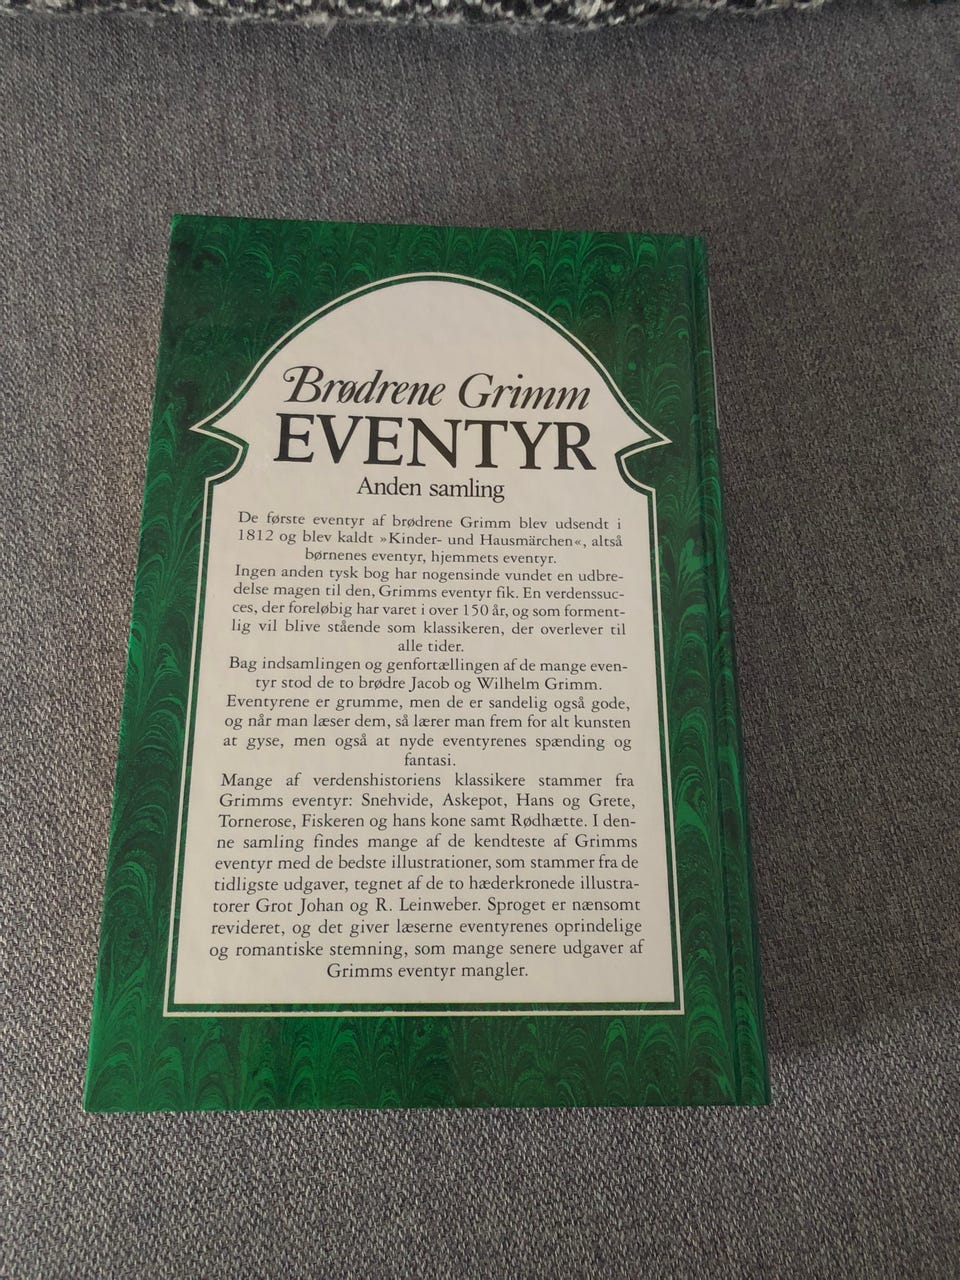 Brødrene Grimm
EVENTYR
Anden samling
De første eventyr af brødrene Grimm blev udsendt i
1812 og blev kaldt »Kinder- und Hausmärchen«, altså
børnenes eventyr, hjemmets eventyr.
Ingen anden tysk bog har nogensinde vundet en udbre-
delse magen til den, Grimms eventyr fik. En verdenssuc-
ces, der foreløbig har varet i over 150 år, og som forment-
lig vil blive stående som klassikeren, der overlever til
alle tider.
Bag indsamlingen og genfortællingen af de mange even-
tyr stod de to brødre Jacob og Wilhelm Grimm.
Eventyrene er grumme, men de er sandelig også gode,
og når man læser dem, så lærer man frem for alt kunsten
at gyse, men også at nyde eventyrenes spænding og
fantasi.
Mange af verdenshistoriens klassikere stammer fra
Grimms eventyr: Snehvide, Askepot, Hans og Grete,
Tornerose, Fiskeren og hans kone samt Rødhætte. I den-
ne samling findes mange af de kendteste af Grimms
eventyr med de bedste illustrationer, som stammer fra de
tidligste udgaver, tegnet af de to hæderkronede illustra-
torer Grot Johan og R. Leinweber. Sproget er nænsomt
revideret, og det giver læserne eventyrenes oprindelige
og romantiske stemning, som mange senere udgaver af
Grimms eventyr mangler.